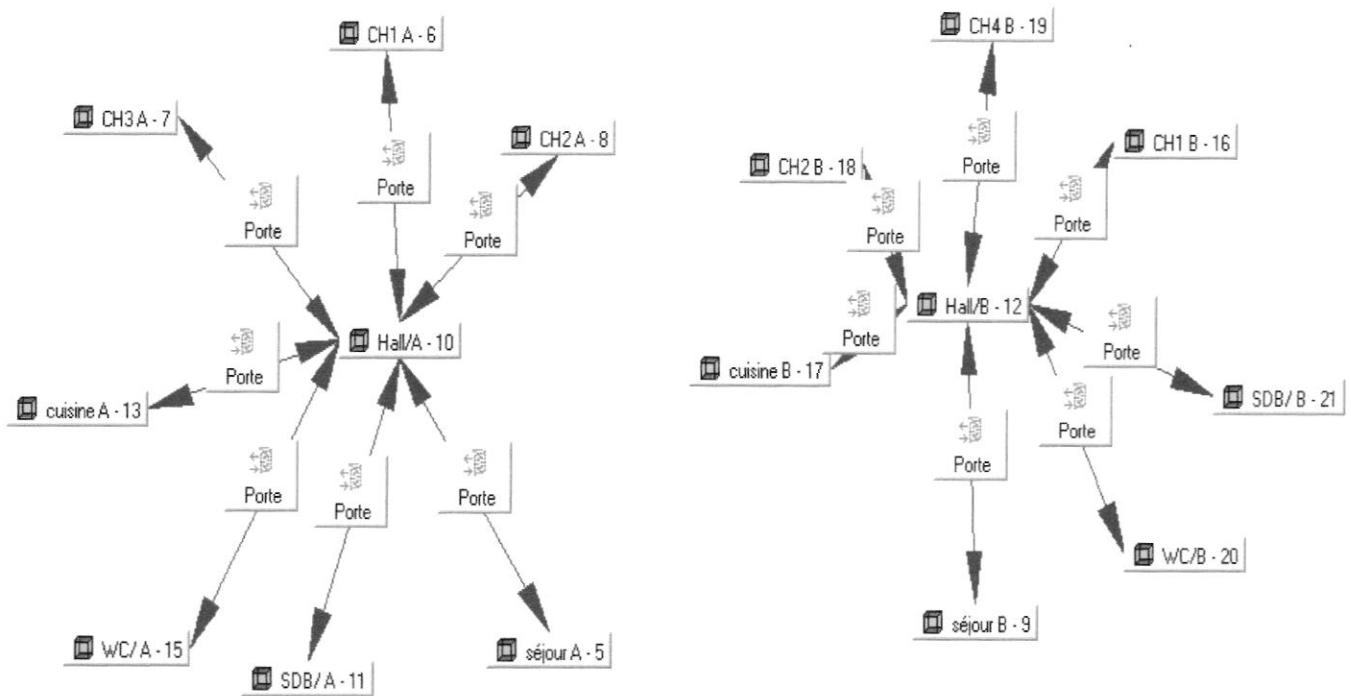 CH1 A - 6
CH3 A - 7
CH2 A - 8
Porte
Porte
Porte
Hall/A - 10
Porte
cuisine A - 13
Porte
Porte
Porte
WC/ A - 15
SDB/ A - 11
séjour A - 5
CH4 B - 19
CH2 B - 18
CH1 B - 16
Porte
Porte
Porte
Hall/B - 12
Porte
cuisine B - 17
Porte
SDB/ B - 21
Porte
Porte
WC/B - 20
séjour B - 9